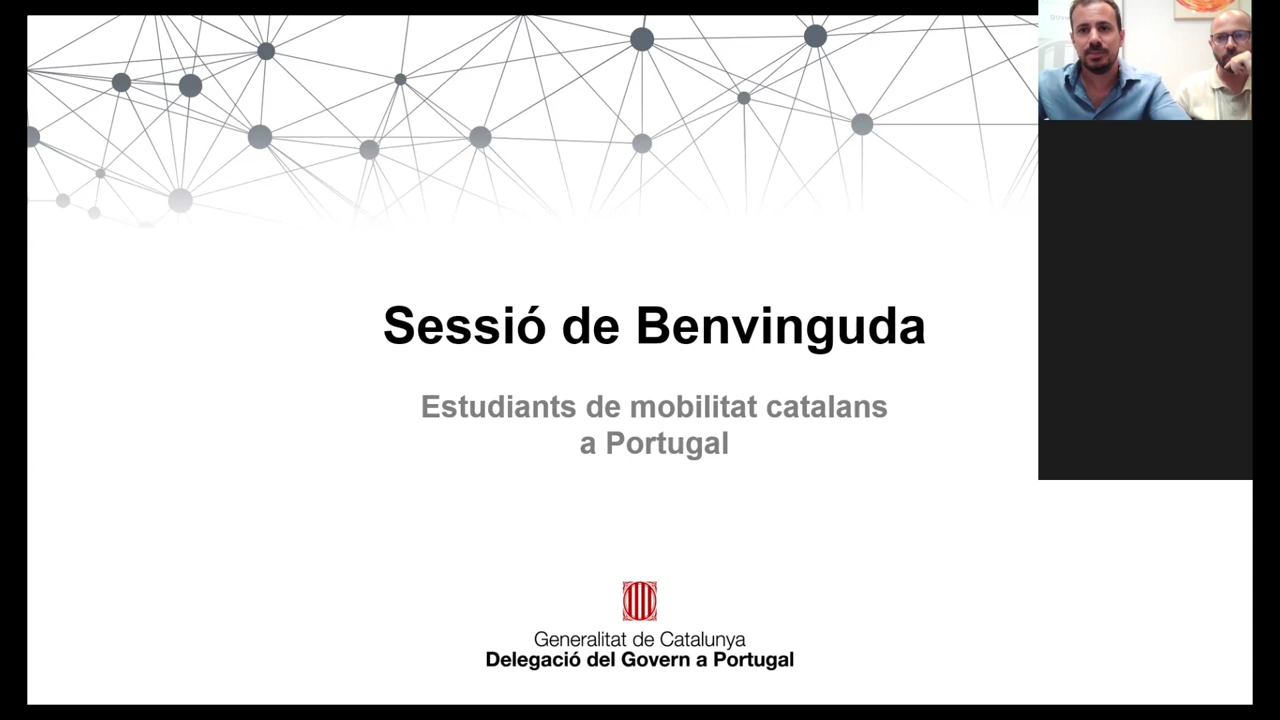 Sessió de Benvinguda
Estudiants de mobilitat catalans
a Portugal
Generalitat de Catalunya
Delegació del Govern a Portugal